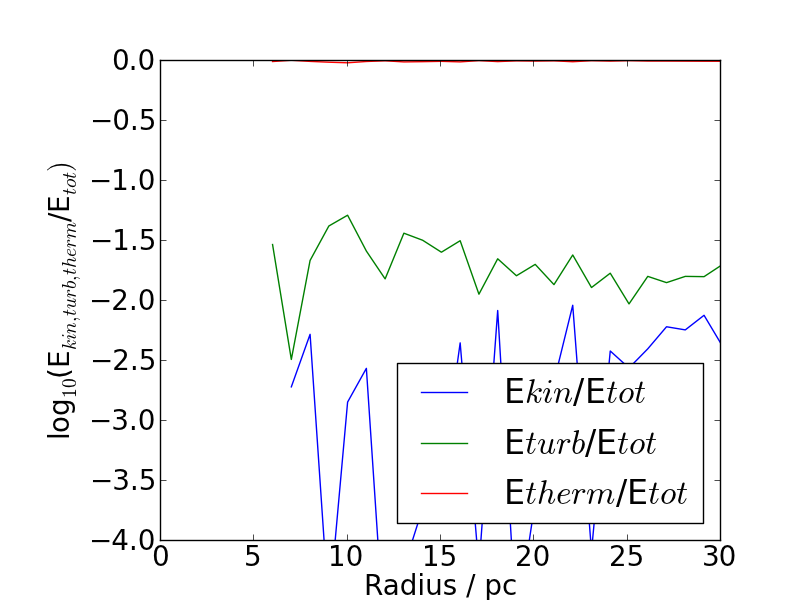 0.0
−0.5
−1.0
−1.5
−2.0
−2.5
−3.0
−3.5
−4.0
log10(Ekin,turb,therm/Etot)
Ekin/Etot
Eturb/Etot
Etherm/Etot
0 5 10 15 20 25 30
Radius / pc